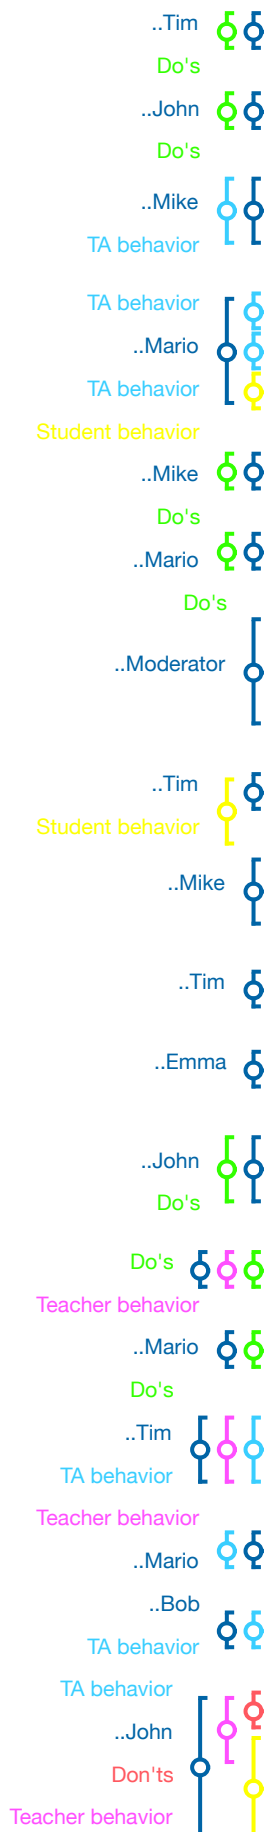 ..Tim
Do's
..John
Do's
..Mike
TA behavior
TA behavior
..Mario
TA behavior
Student behavior
..Mike
Do's
..Mario
Do's
..Moderator
..Tim
Student behavior
..Mike
..Tim
..Emma
..John
Do's
Do's
Teacher behavior
..Mario
Do's
..Tim
TA behavior
Teacher behavior
..Mario
..Bob
TA behavior
TA behavior
..John
Don'ts
Teacher behavior